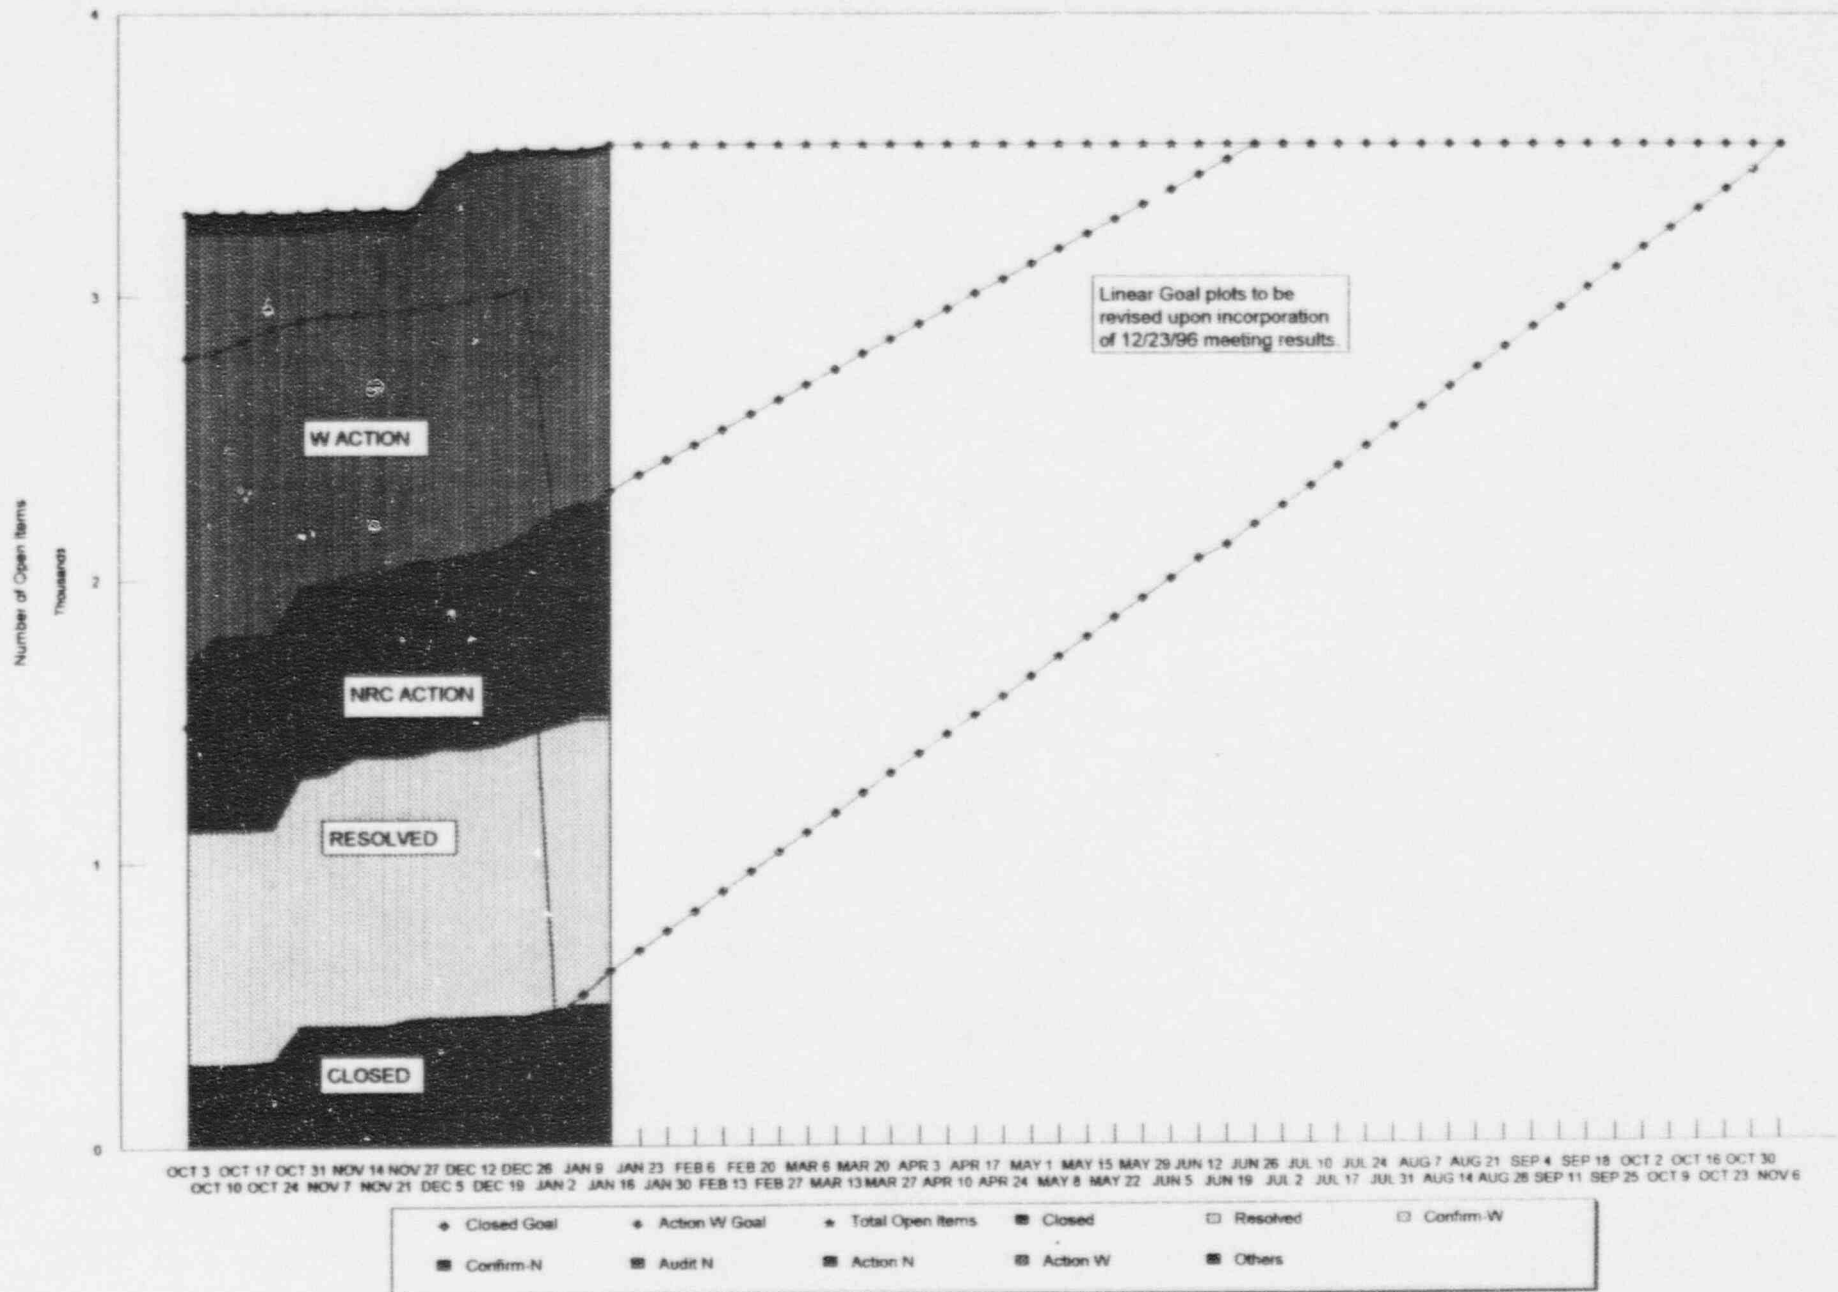 4
3
2
1
0
Number of Open Items
Thousands
Linear Goal plots to be
revised upon incorporation
of 12/23/96 meeting results.
W ACTION
NRC ACTION
RESOLVED
CLOSED
OCT 3 OCT 17 OCT 31 NOV 14 NOV 27 DEC 12 DEC 26 JAN 9 JAN 23 FEB 6 FEB 20 MAR 6 MAR 20 APR 3 APR 17 MAY 1 MAY 15 MAY 29 JUN 12 JUN 26 JUL 10 JUL 24 AUG 7 AUG 21 SEP 4 SEP 18 OCT 2 OCT 16 OCT 30
OCT 10 OCT 24 NOV 7 NOV 21 DEC 5 DEC 19 JAN 2 JAN 16 JAN 30 FEB 13 FEB 27 MAR 13 MAR 27 APR 10 APR 24 MAY 8 MAY 22 JUN 5 JUN 19 JUL 2 JUL 17 JUL 31 AUG 14 AUG 28 SEP 11 SEP 25 OCT 9 OCT 23 NOV 6
Closed Goal Action W Goal Total Open Items Closed Resolved Confirm-W
Confirm-N Audit N Action N Action W Others